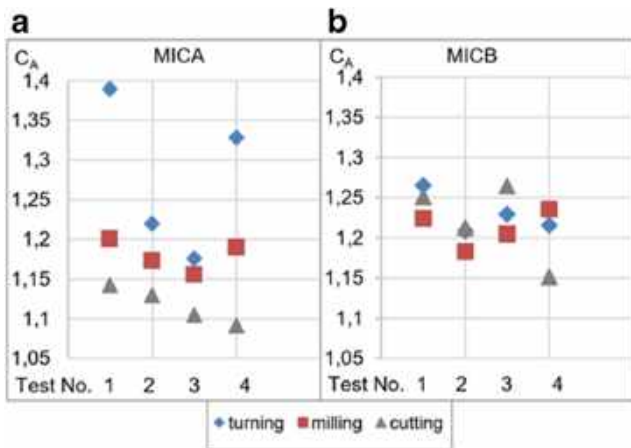 a
MICA
C_A
1,4
1,35
1,3
1,25
1,2
1,15
1,1
1,05
Test No. 1 2 3 4
b
MICB
C_A
1,4
1,35
1,3
1,25
1,2
1,15
1,1
1,05
Test No. 1 2 3 4
turning milling cutting